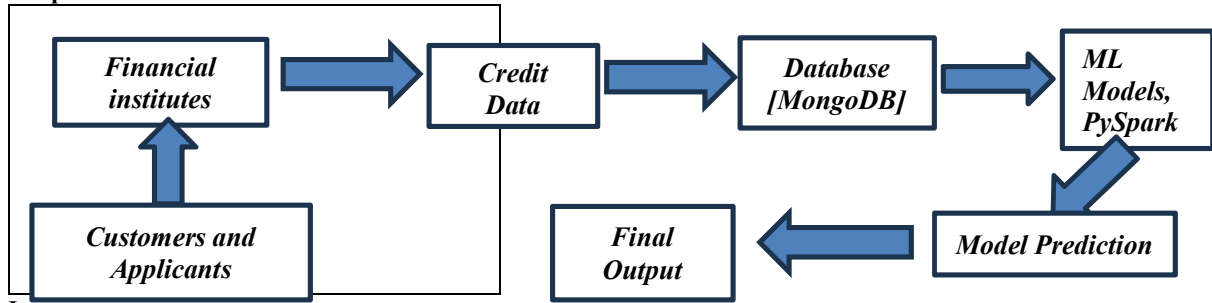 Financial
institutes
Credit
Data
Database
[MongoDB]
ML
Models,
PySpark
Customers and
Applicants
Final
Output
Model Prediction